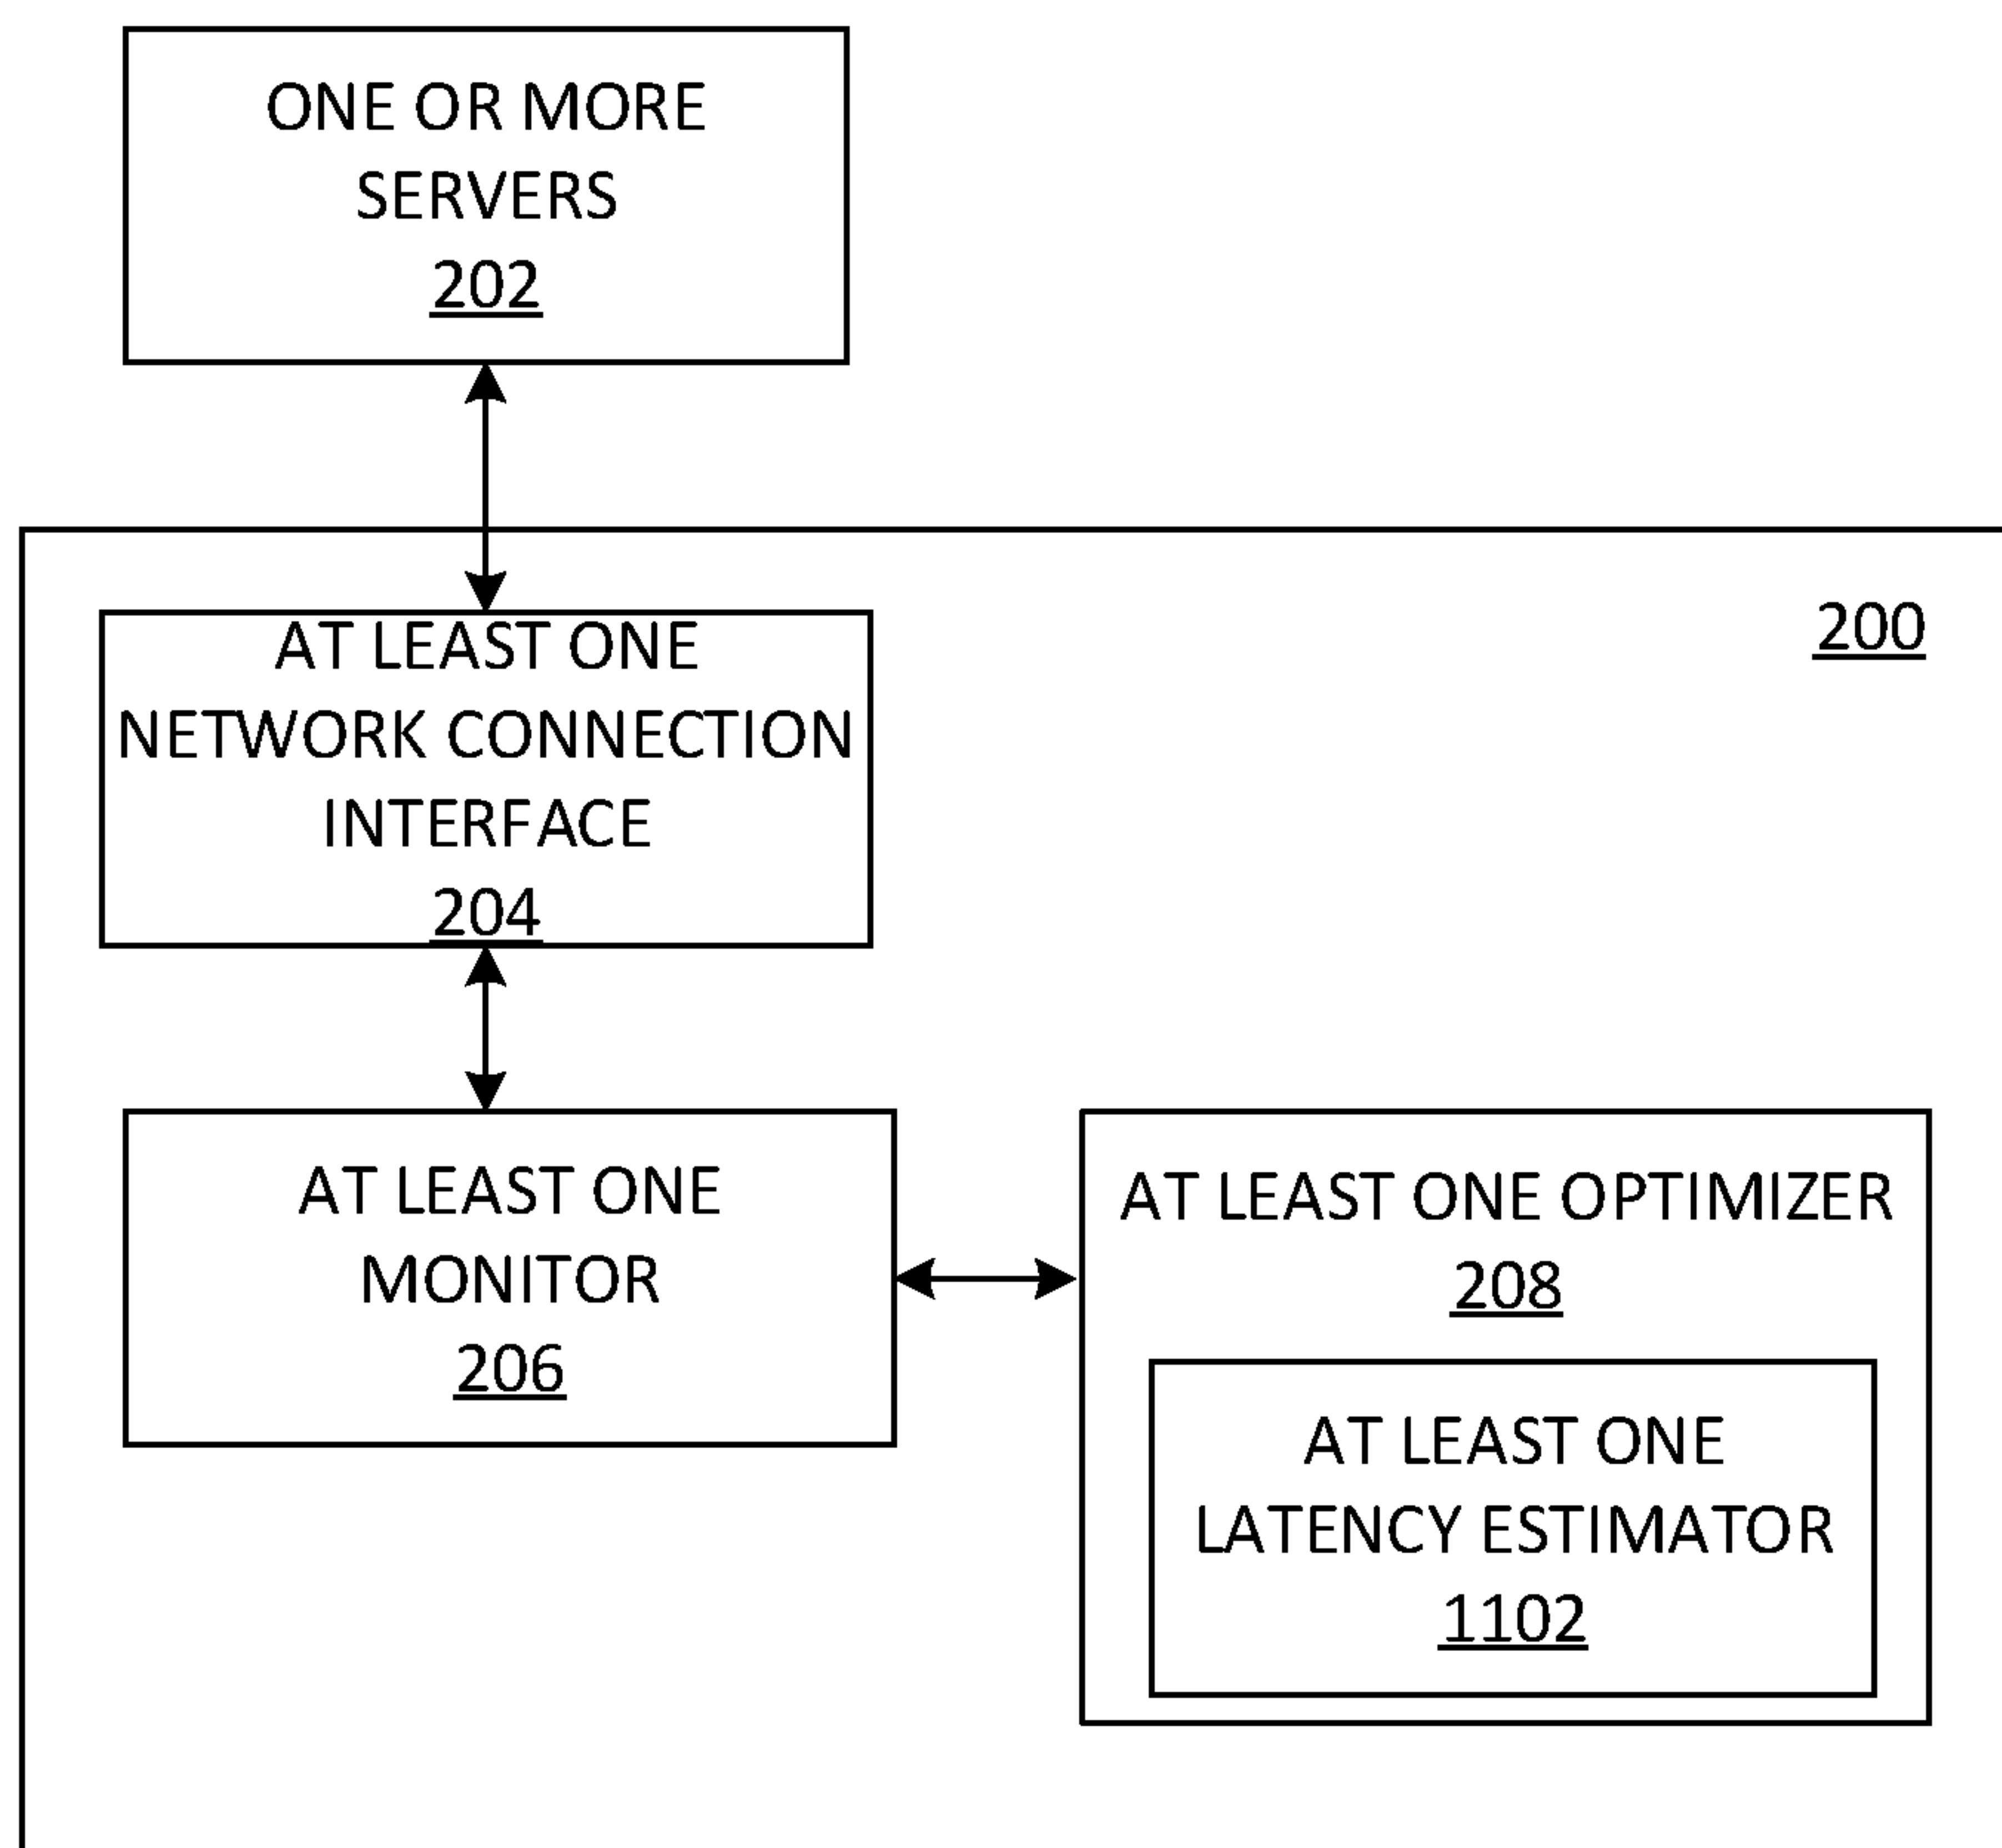 ONE OR MORE
SERVERS
202
200
AT LEAST ONE
NETWORK CONNECTION
INTERFACE
204
AT LEAST ONE
MONITOR
206
AT LEAST ONE OPTIMIZER
208
AT LEAST ONE
LATENCY ESTIMATOR
1102